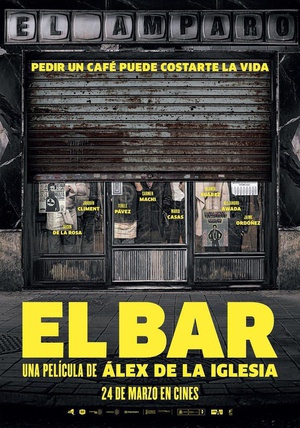 EL AMPARO
PEDIR UN CAFÉ PUEDE COSTARTE LA VIDA
JOAQUÍN
CLIMENT
TERELE
PÁVEZ
CARMEN
MACHI
MARIO
CASAS
SUÁREZ
ALEJANDRO
AWADA
JAIME
ORDÓÑEZ
DE LA ROSA
EL BAR
UNA PELÍCULA DE ÁLEX DE LA IGLESIA
24 DE MARZO EN CINES